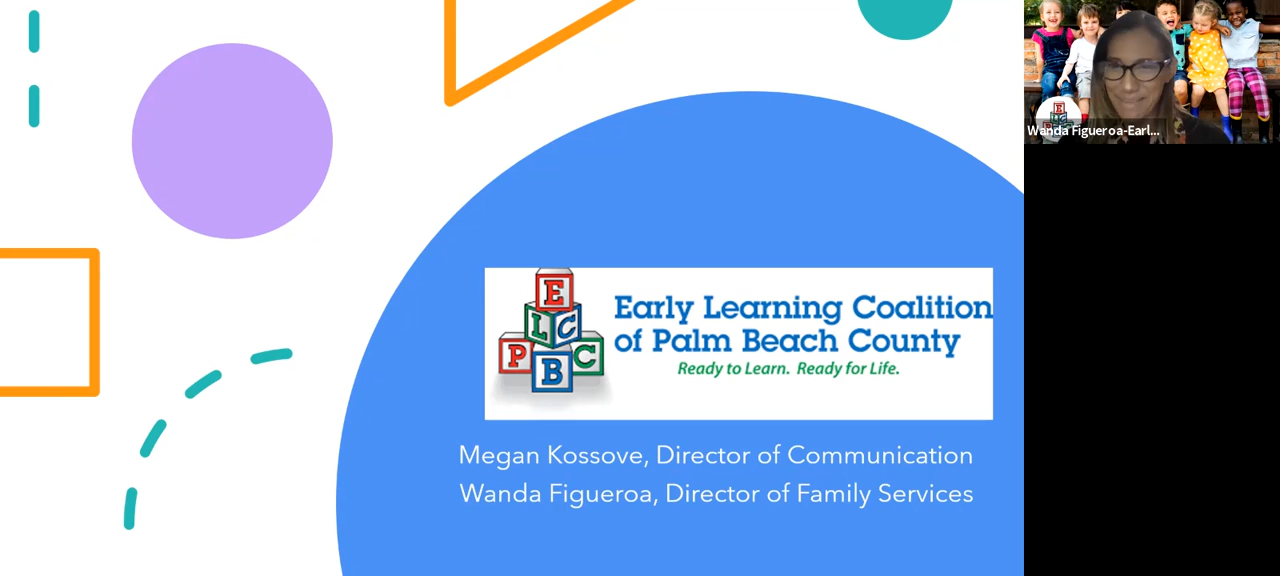 E
L C
P B C
Early Learning Coalition
of Palm Beach County
Ready to Learn. Ready for Life.
Megan Kossove, Director of Communication
Wanda Figueroa, Director of Family Services
E
Wanda Figueroa-Earl...